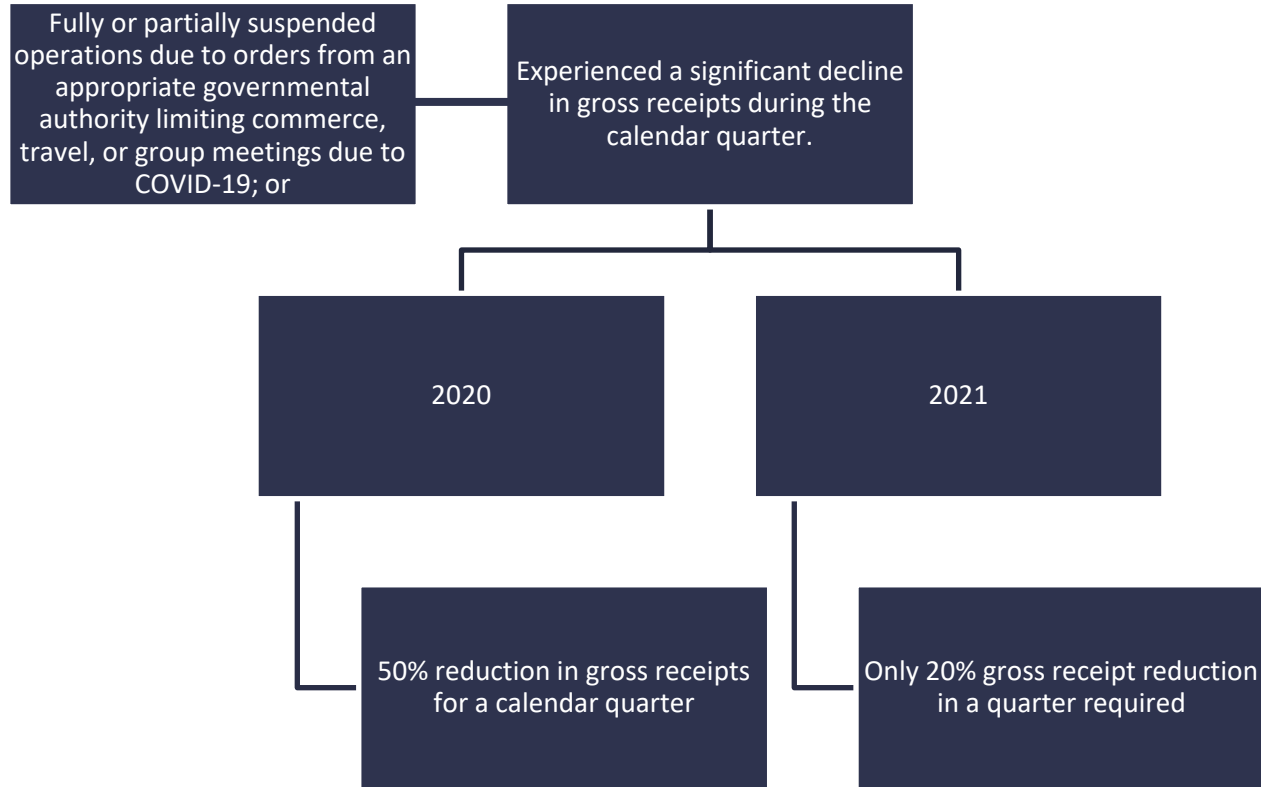 Fully or partially suspended
operations due to orders from an
appropriate governmental
authority limiting commerce,
travel, or group meetings due to
COVID-19; or
Experienced a significant decline
in gross receipts during the
calendar quarter.
2020
2021
50% reduction in gross receipts
for a calendar quarter
Only 20% gross receipt reduction
in a quarter required